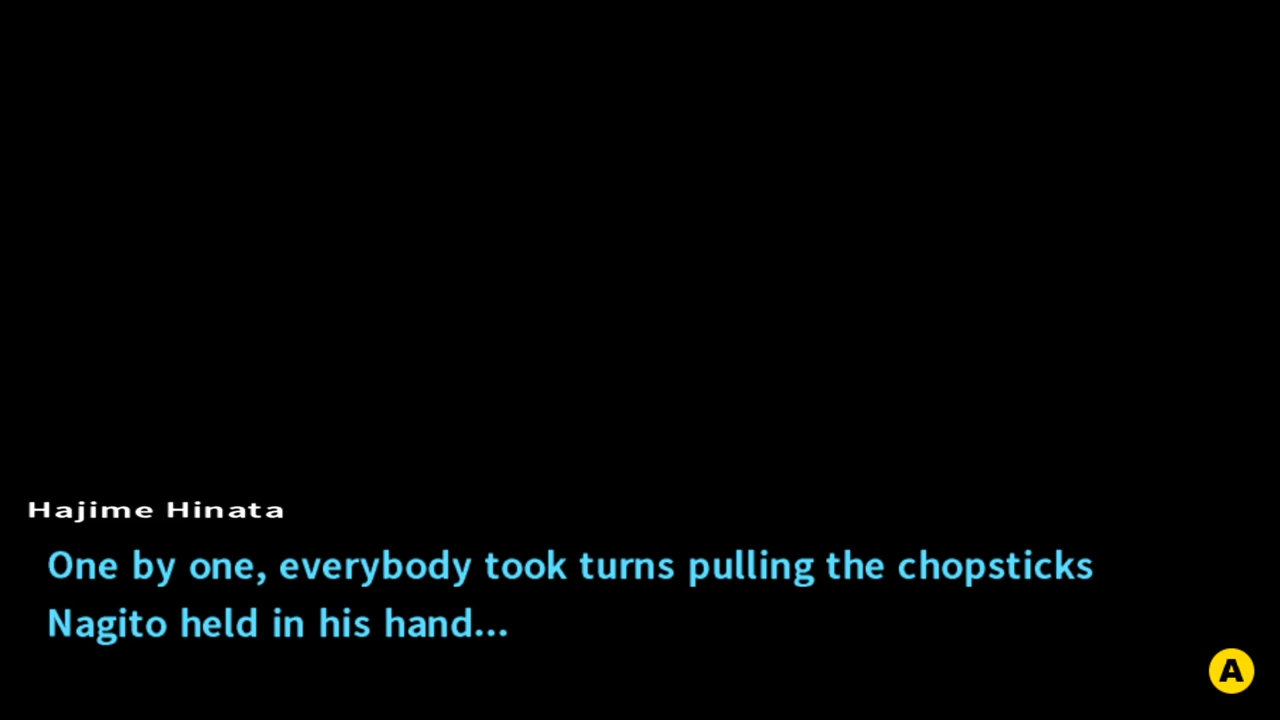 Hajime Hinata
One by one, everybody took turns pulling the chopsticks
Nagito held in his hand...
A